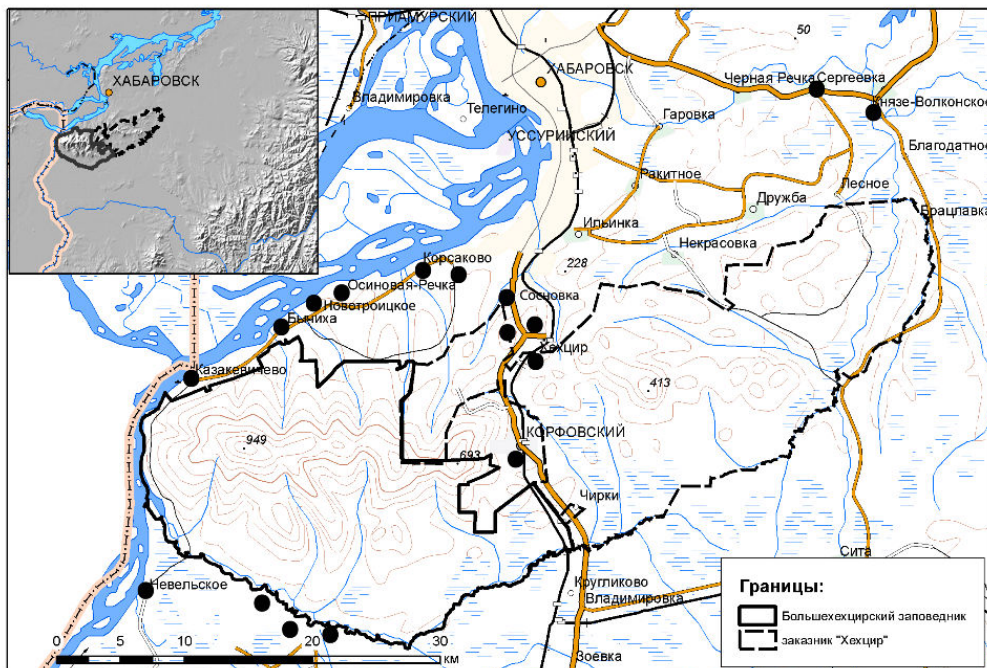 ПРИАМУРСКИЙ
50
ХАБАРОВСК
ХАБАРОВСК
Черная Речка
Сергеевка
Владимировка
Телегино
Князе-Волконское
Гаровка
УССУРИЙСКИЙ
Благодатное
Ракитное
Лесное
Дружба
Брацлавка
Ильинка
Некрасовка
Корсаково
228
Осиновая-Речка
Сосновка
Новотроицкое
Бычиха
Хехцир
Казакевичево
413
949
КОРФОВСКИЙ
693
Чирки
Сита
Невельское
Кругликово
Владимировка
Зоевка
0 5 10 20 30
км
Границы:
Большехехцирский заповедник
заказник "Хехцир"